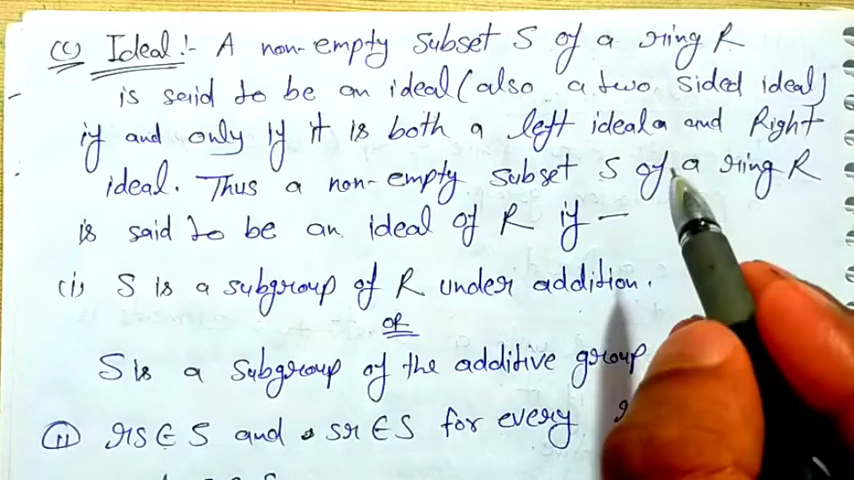 (c) Ideal :- A non-empty subset S of a ring R
is said to be an ideal (also a two sided ideal)
if and only if it is both a left ideala and Right
ideal. Thus a non-empty subset S of a ring R
is said to be an ideal of R if —
(i) S is a subgroup of R under addition.
or
S is a subgroup of the additive group
(ii) rs ∈ S and sr ∈ S for every